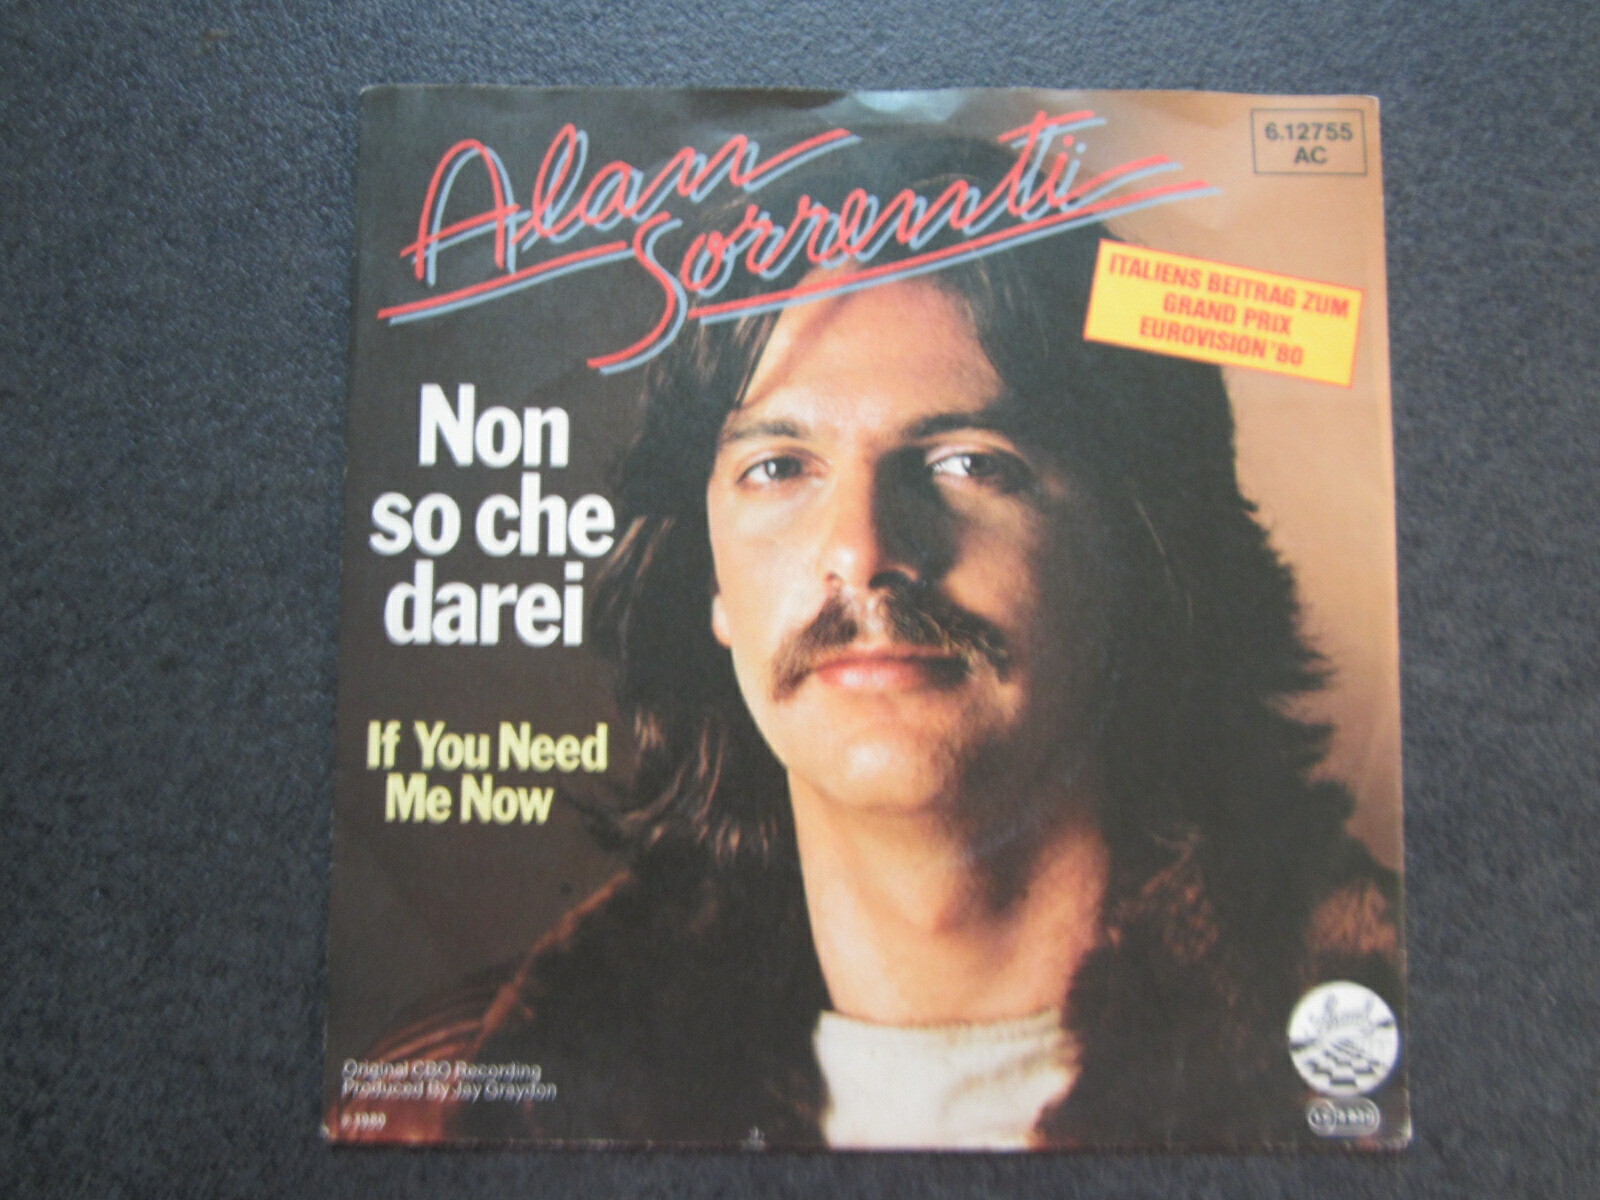 Alan
Sorrenti
6.12755
AC
ITALIENS BEITRAG ZUM
GRAND PRIX
EUROVISION '80
Non
so che
darei
If You Need
Me Now
Original CBO Recording
Produced By Jay Graydon
℗ 1980